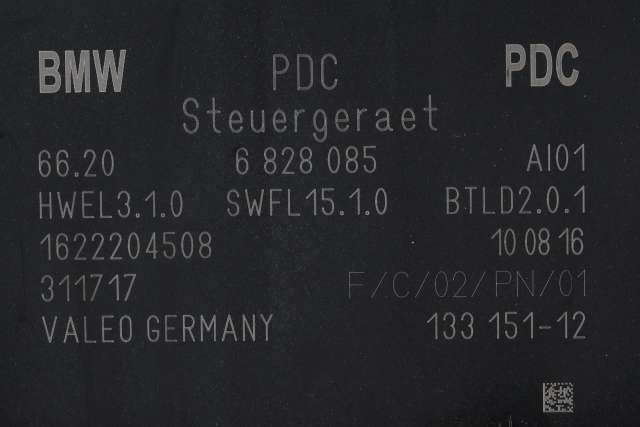 BMW PDC PDC
Steuergeraet
66.20 6 828 085 AI01
HWEL3.1.0 SWFL15.1.0 BTLD2.0.1
1622204508 10 08 16
311717 F/C/02/PN/01
VALEO GERMANY 133 151-12